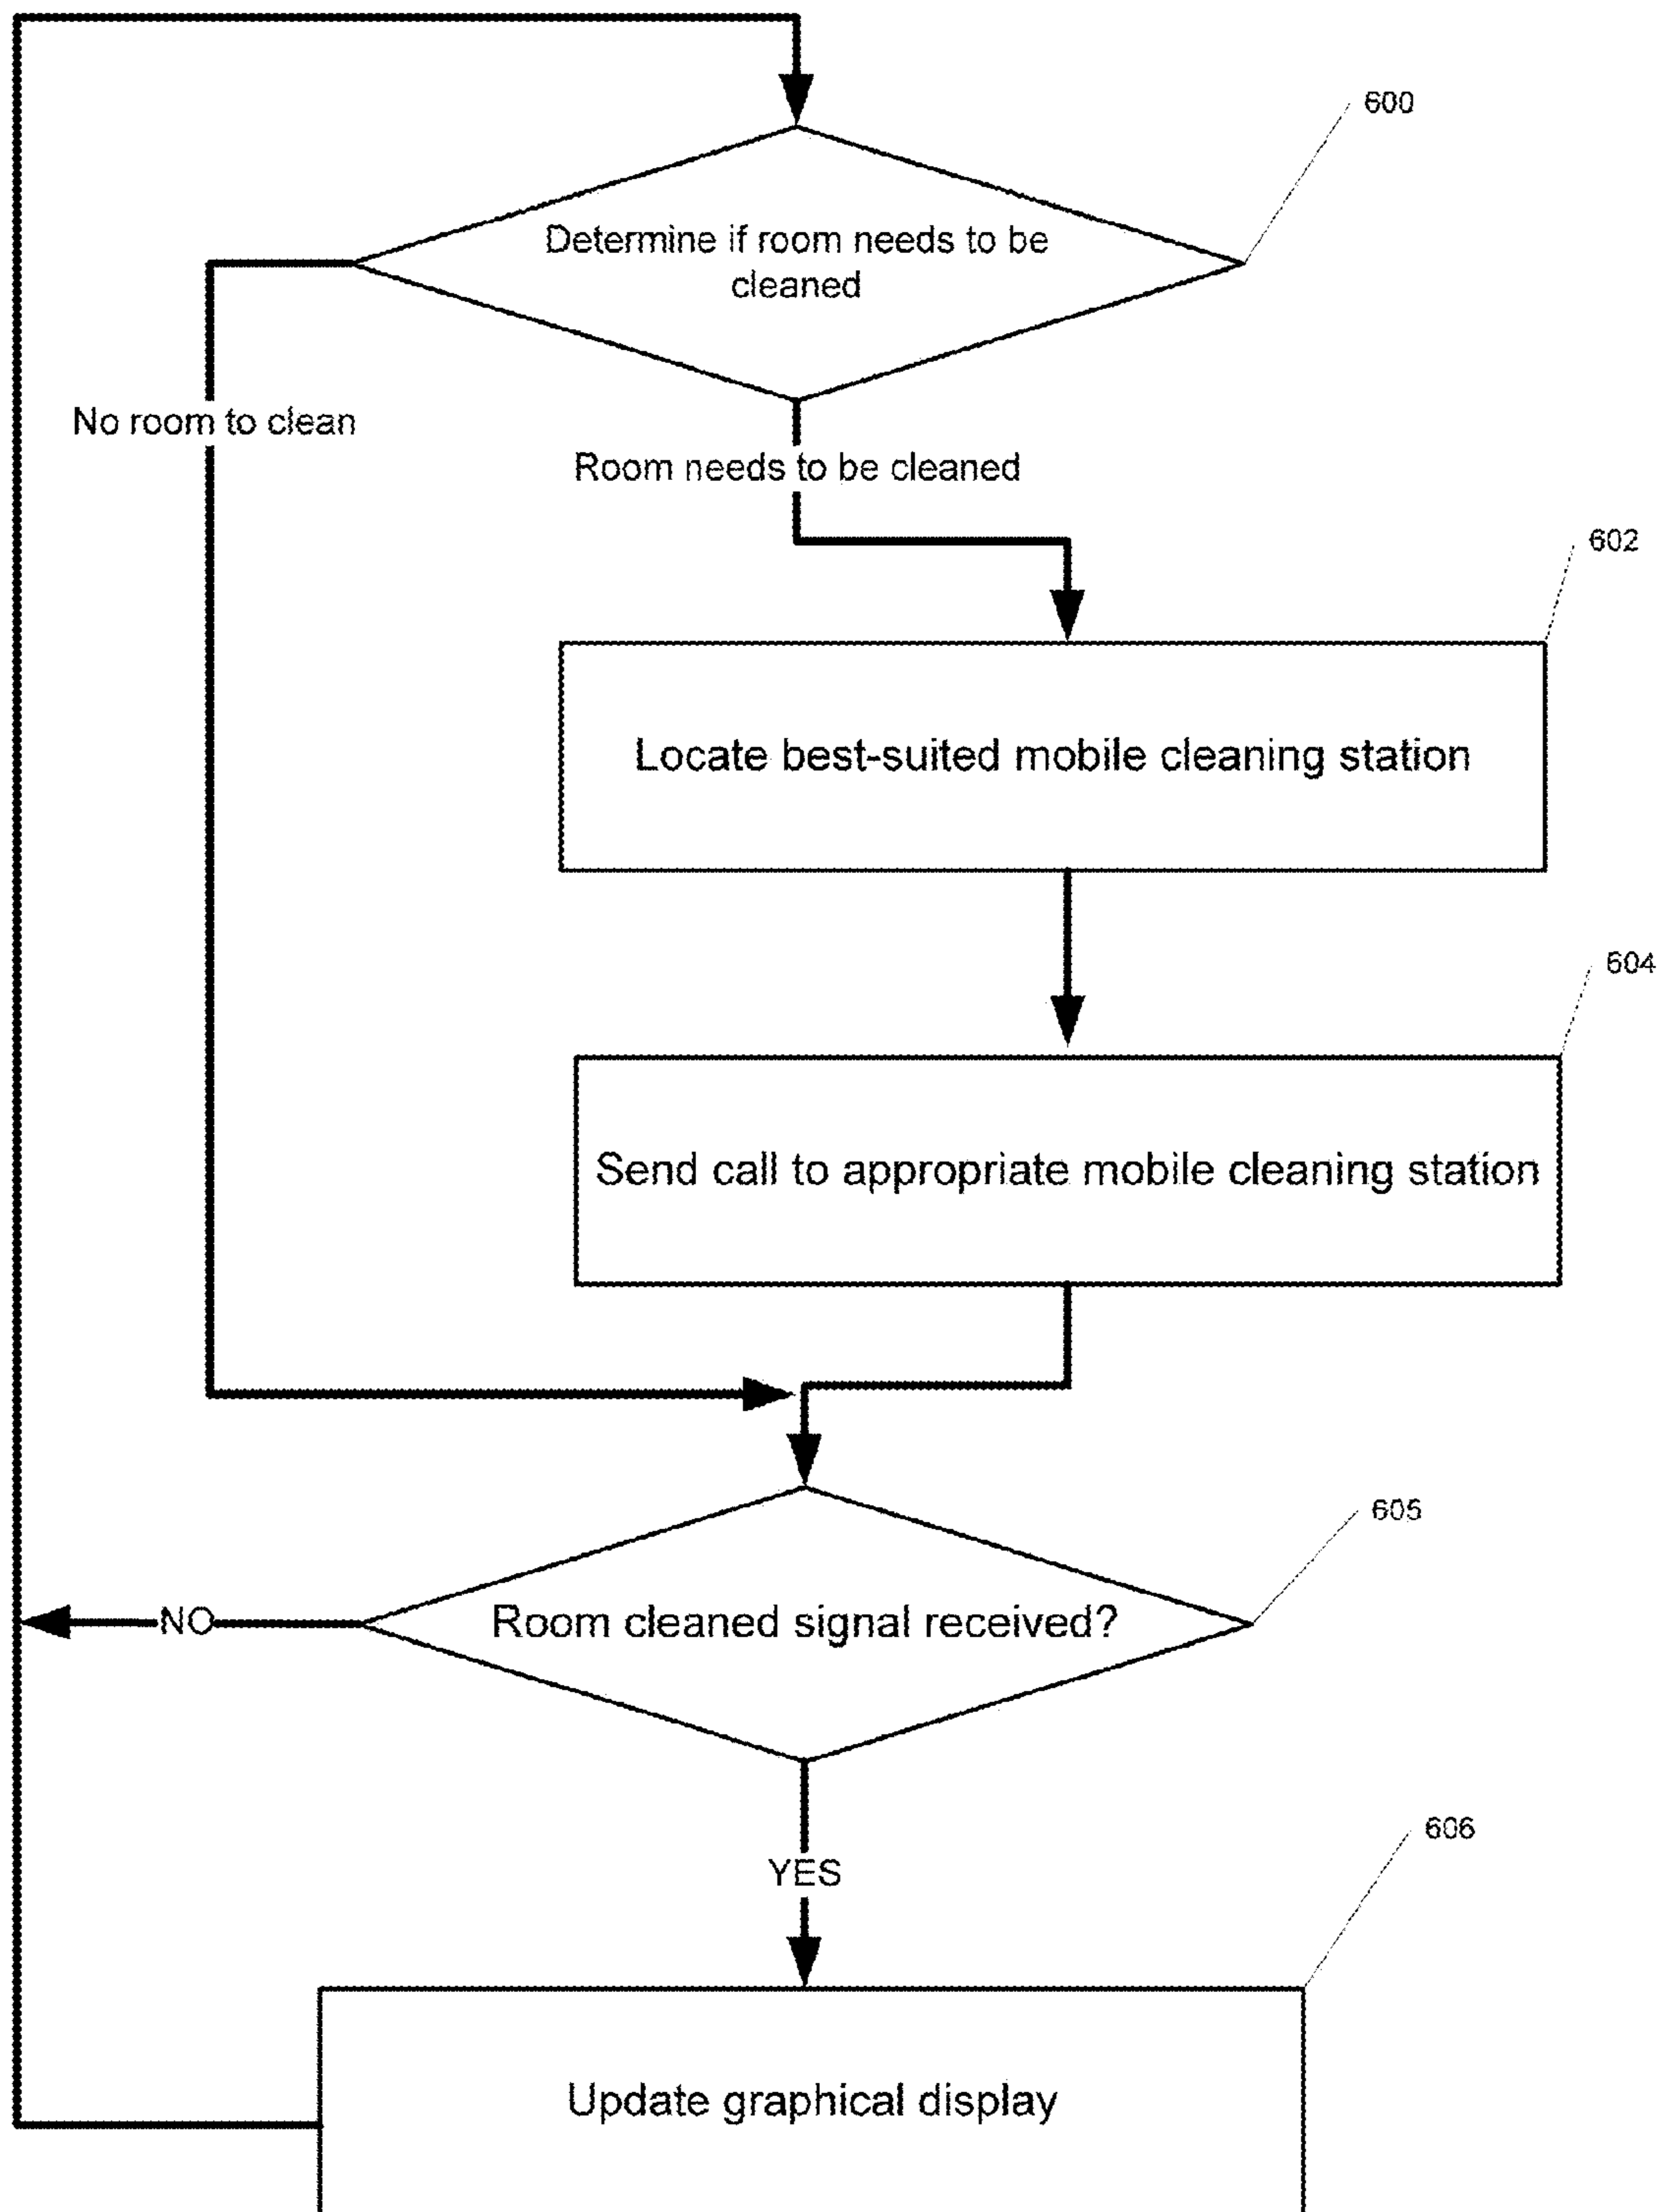 600
Determine if room needs to be
cleaned
No room to clean
Room needs to be cleaned
602
Locate best-suited mobile cleaning station
604
Send call to appropriate mobile cleaning station
605
Room cleaned signal received?
NO
YES
606
Update graphical display